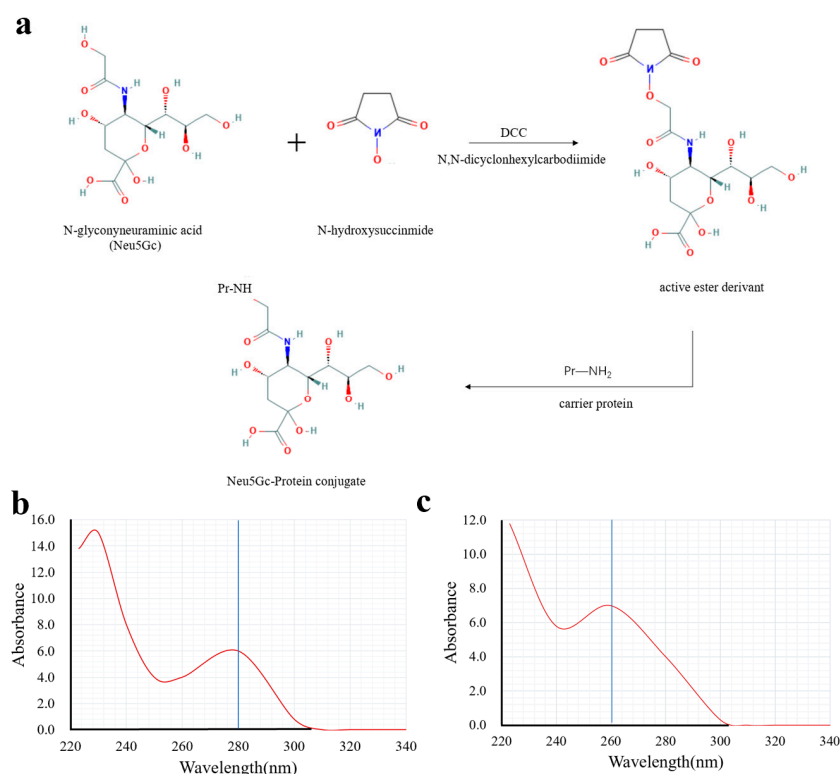 a
H
O
O
N
H
H
O
O
H
H
O
H
O
O
H
H
O
O
O
H
O
H
N-glyconyneuraminic acid
(Neu5Gc)
+
O
N
O
O
N-hydroxysuccinmide
DCC
N,N-dicyclonhexylcarbodiimide
O
N
O
O
O
N
H
H
O
O
H
H
O
H
O
O
H
H
O
O
O
H
O
H
active ester derivant
Pr—NH2
carrier protein
Pr-NH
O
N
H
H
O
O
H
H
O
H
O
O
H
H
O
O
O
H
O
H
Neu5Gc-Protein conjugate
b
16.0
14.0
12.0
10.0
8.0
6.0
4.0
2.0
0.0
Absorbance
220 240 260 280 300 320 340
Wavelength(nm)
c
12.0
10.0
8.0
6.0
4.0
2.0
0.0
Absorbance
220 240 260 280 300 320 340
Wavelength(nm)